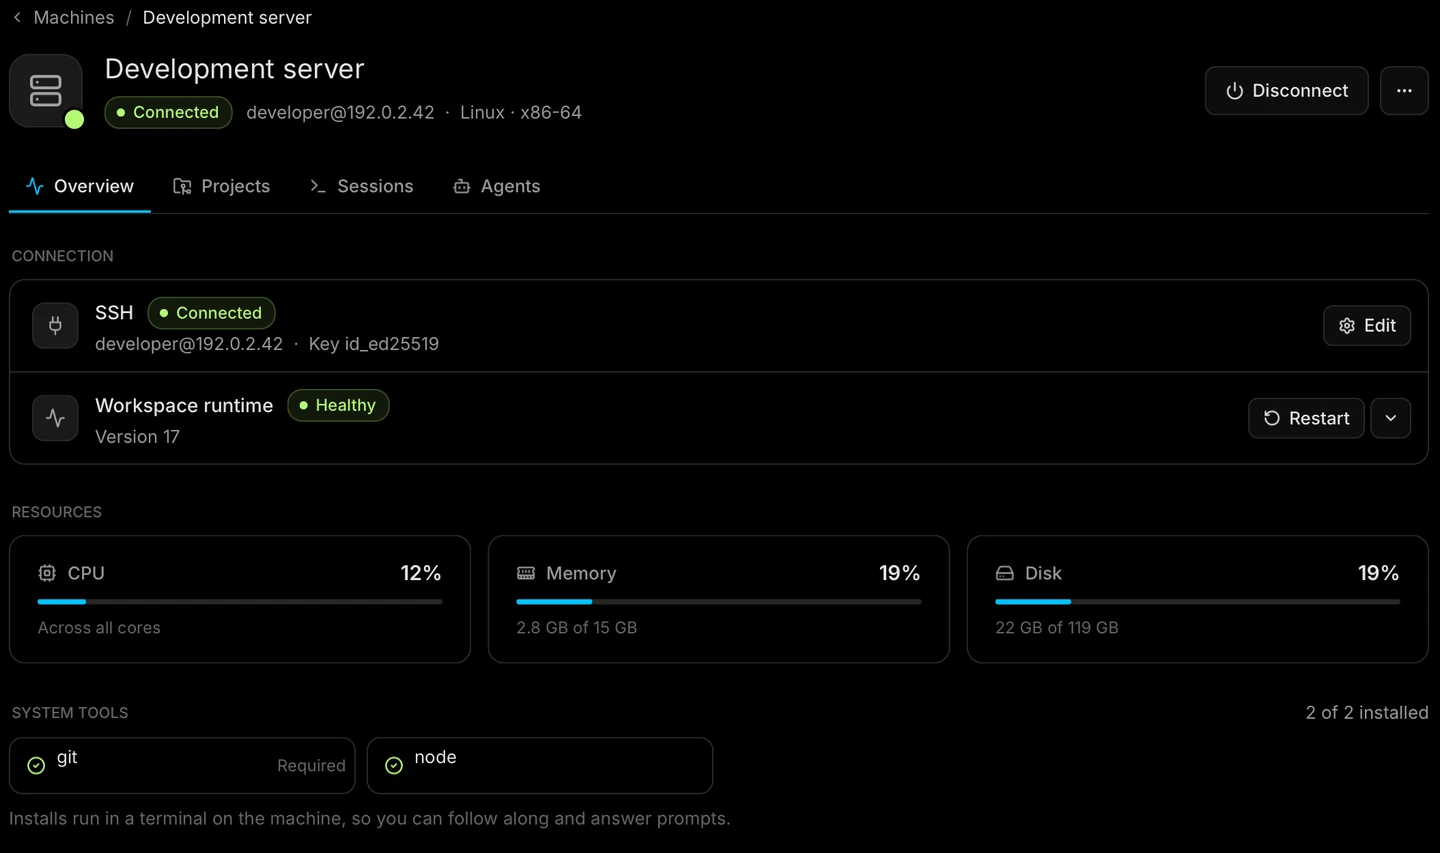 Machines / Development server
Development server
Connected developer@192.0.2.42 · Linux · x86-64
Disconnect
Overview Projects Sessions Agents
CONNECTION
SSH Connected
developer@192.0.2.42 · Key id_ed25519
Edit
Workspace runtime Healthy
Version 17
Restart
RESOURCES
CPU 12%
Across all cores
Memory 19%
2.8 GB of 15 GB
Disk 19%
22 GB of 119 GB
SYSTEM TOOLS
2 of 2 installed
git Required
node
Installs run in a terminal on the machine, so you can follow along and answer prompts.